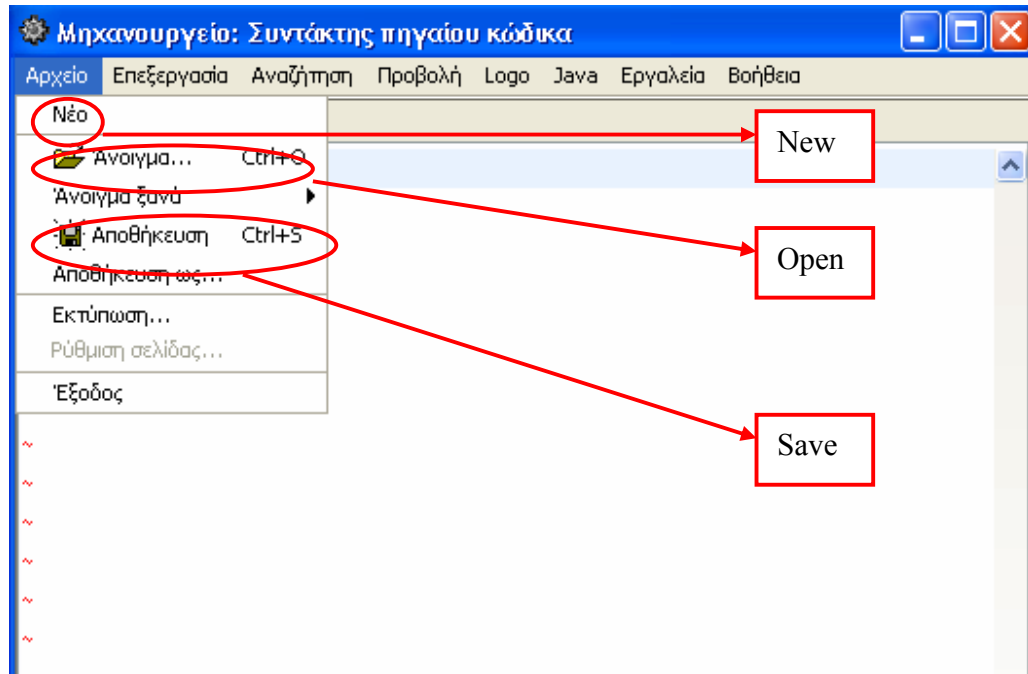 Μηχανουργείο: Συντάκτης πηγαίου κώδικα
Αρχείο Επεξεργασία Αναζήτηση Προβολή Logo Java Εργαλεία Βοήθεια
Νέο
New
Άνοιγμα... Ctrl+O
Άνοιγμα ξανά
Αποθήκευση Ctrl+S
Open
Αποθήκευση ως...
Εκτύπωση...
Ρύθμιση σελίδας...
Έξοδος
Save
~
~
~
~
~
~